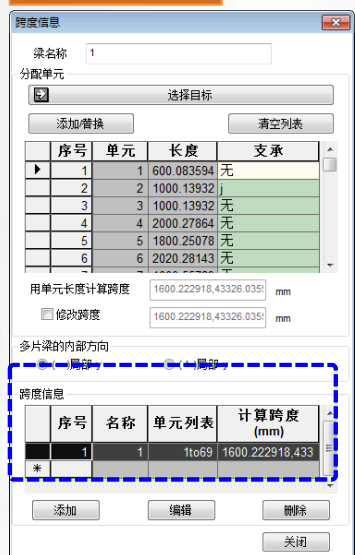 跨度信息
梁名称 1
分配单元
选择目标
添加/替换 清空列表
序号 单元 长度 支承
1 1 600.083594 无
2 2 1000.13932 j
3 3 1000.13932 无
4 4 2000.27864 无
5 5 1800.25078 无
6 6 2020.28143 无
用单元长度计算跨度 1600.222918,43326.035 mm
修改跨度 1600.222918,43326.035 mm
多片梁的内部方向
跨度信息
序号 名称 单元列表 计算跨度 (mm)
1 1 1to69 1600.222918,433
*
添加 编辑 删除
关闭